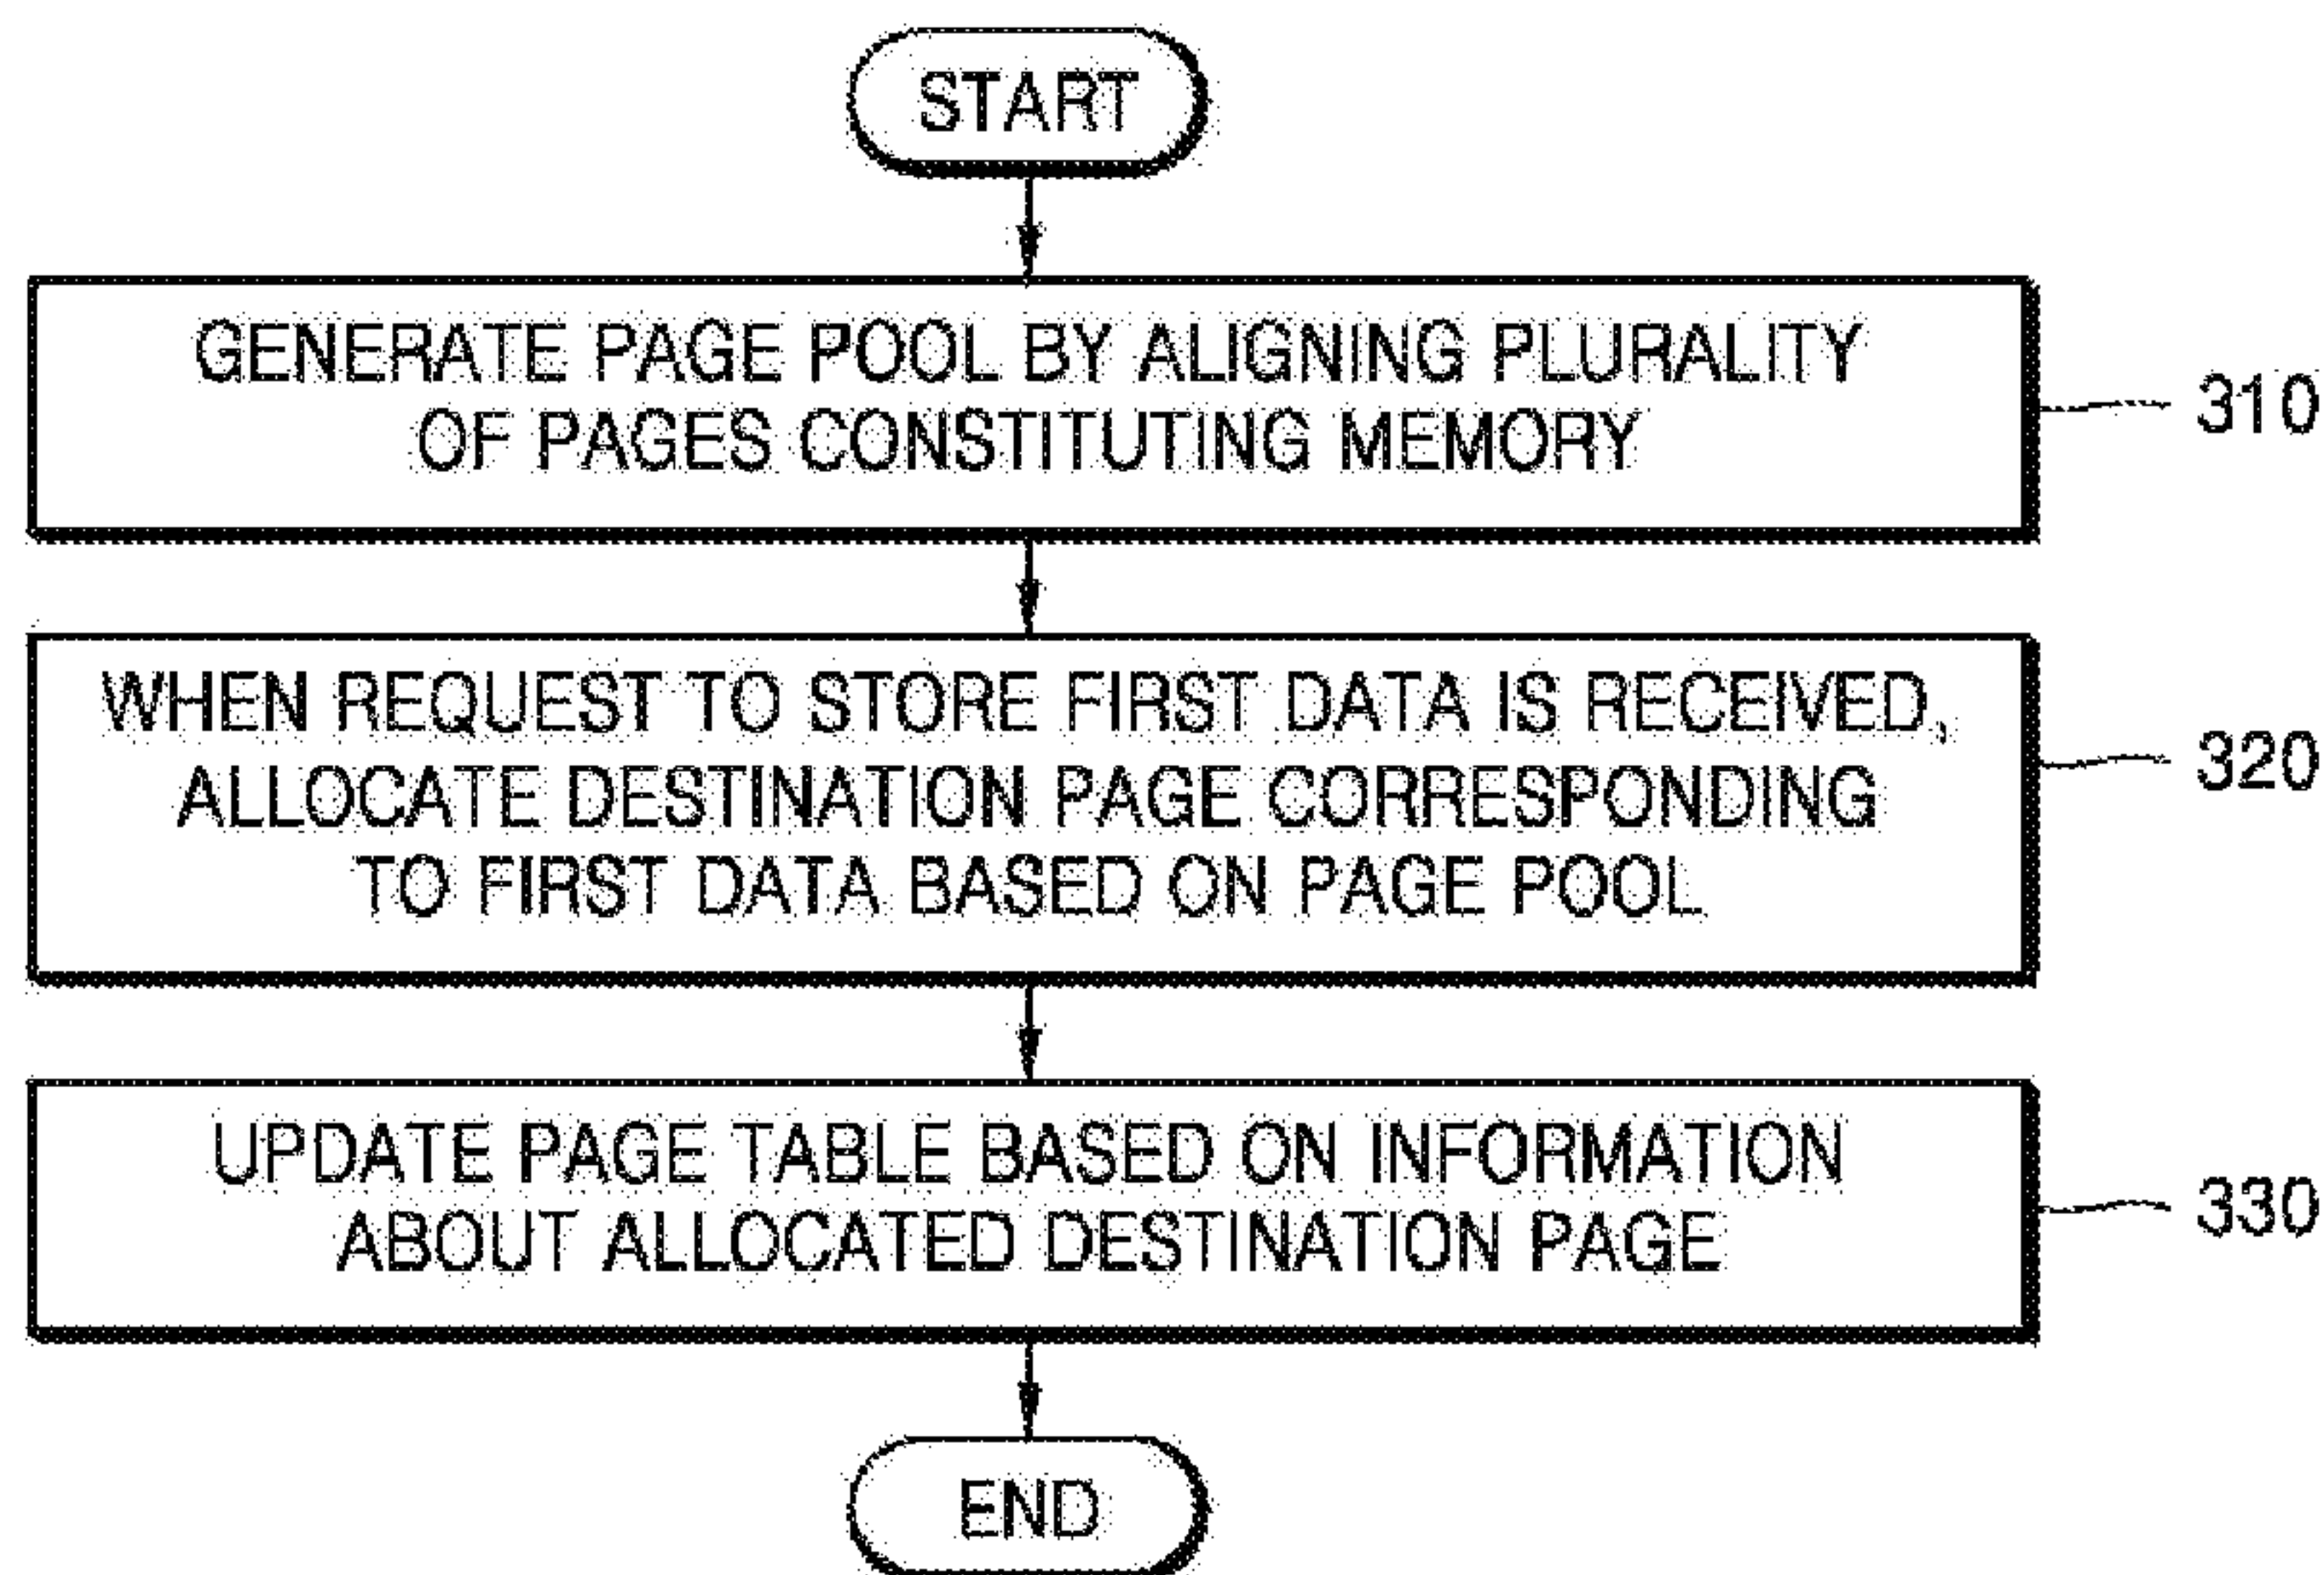 START
GENERATE PAGE POOL BY ALIGNING PLURALITY
OF PAGES CONSTITUTING MEMORY
310
WHEN REQUEST TO STORE FIRST DATA IS RECEIVED,
ALLOCATE DESTINATION PAGE CORRESPONDING
TO FIRST DATA BASED ON PAGE POOL
320
UPDATE PAGE TABLE BASED ON INFORMATION
ABOUT ALLOCATED DESTINATION PAGE
330
END